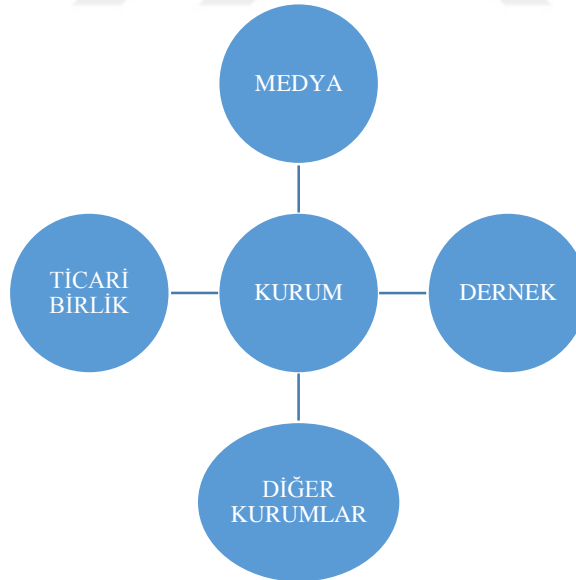 MEDYA
TİCARİ
BİRLİK
KURUM
DERNEK
DİĞER
KURUMLAR